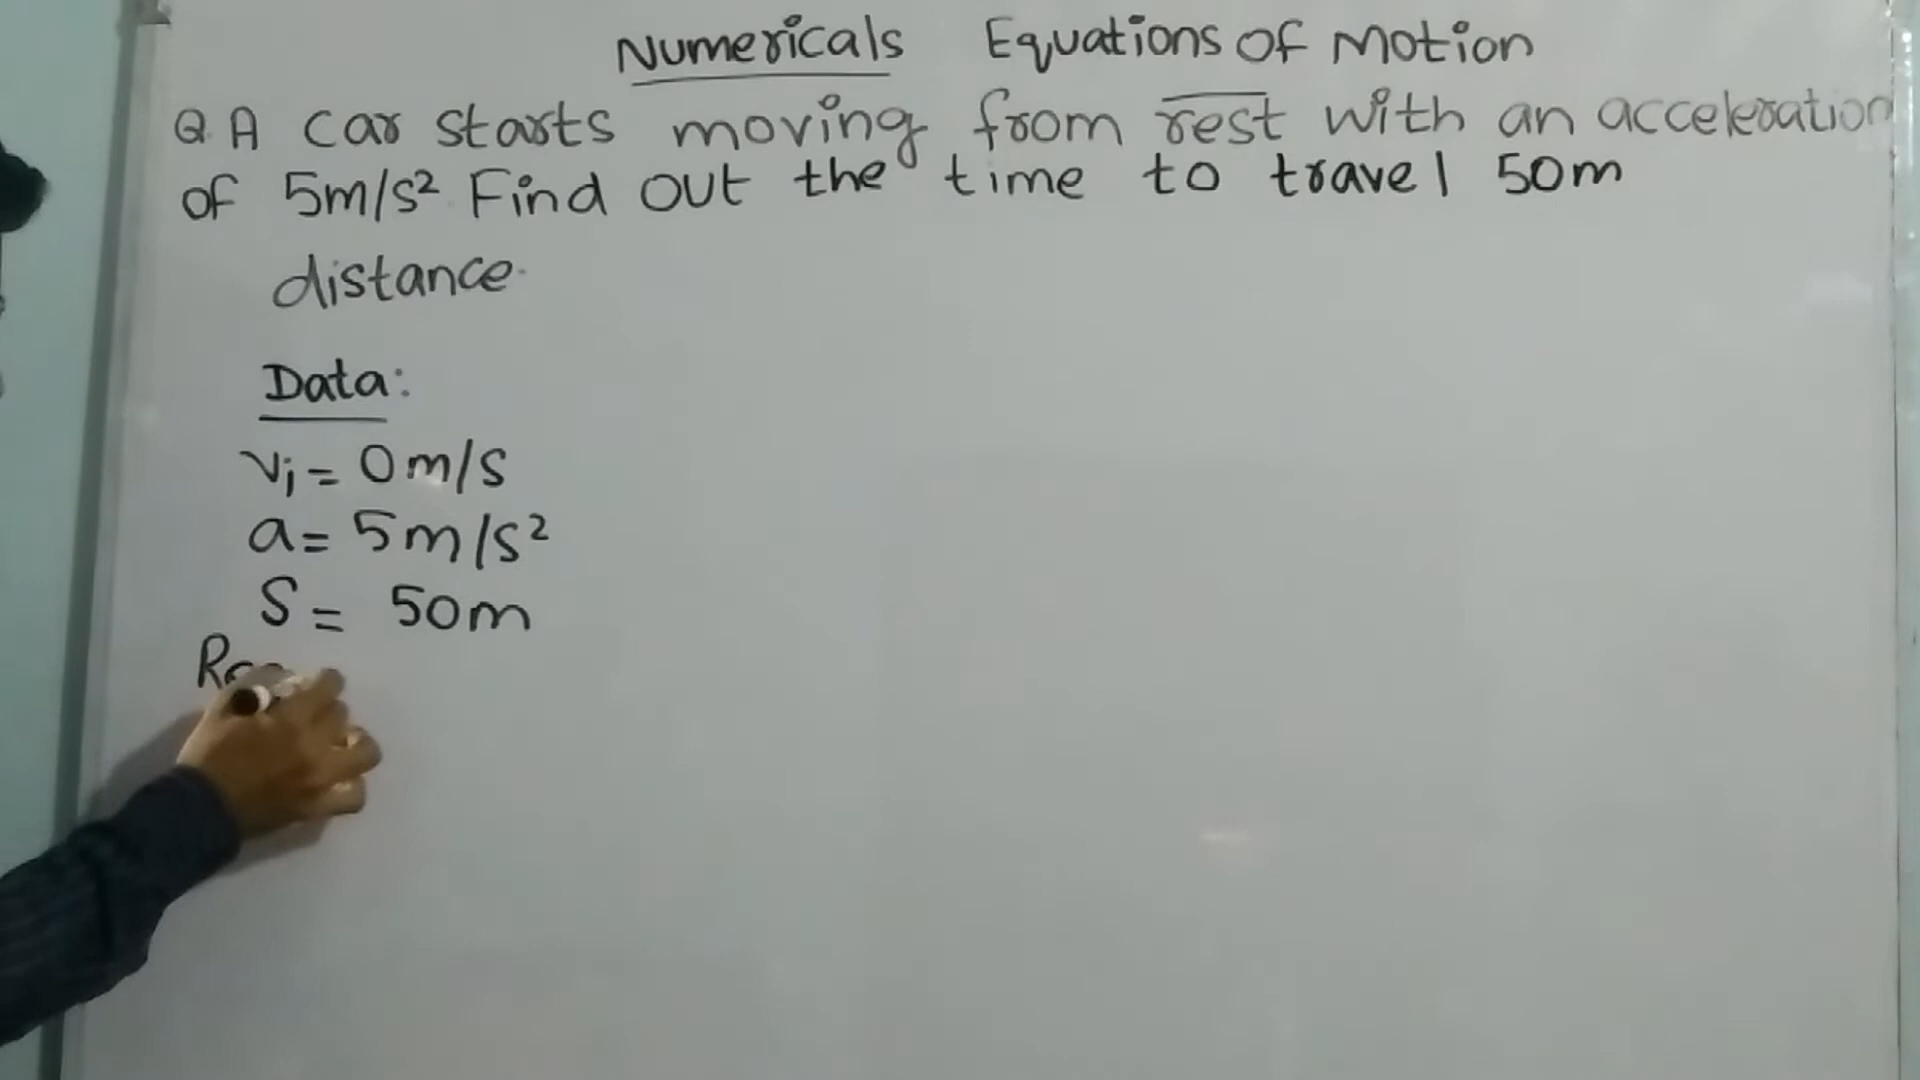 Numericals Equations of Motion
Q A car starts moving from rest with an acceleration
of 5m/s² Find out the time to travel 50m
distance.
Data:
Vi = 0m/s
a = 5m/s²
S = 50m